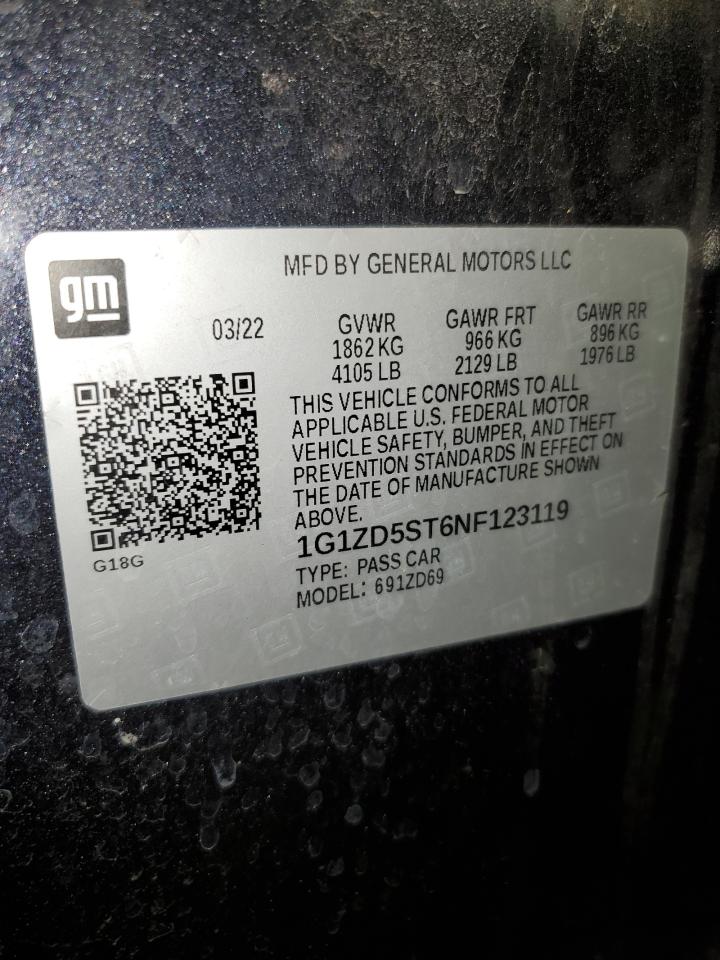 gm
MFD BY GENERAL MOTORS LLC
03/22
GVWR
1862 KG
4105 LB
GAWR FRT
966 KG
2129 LB
GAWR RR
896 KG
1976 LB
THIS VEHICLE CONFORMS TO ALL
APPLICABLE U.S. FEDERAL MOTOR
VEHICLE SAFETY, BUMPER, AND THEFT
PREVENTION STANDARDS IN EFFECT ON
THE DATE OF MANUFACTURE SHOWN
ABOVE.
1G1ZD5ST6NF123119
TYPE: PASS CAR
MODEL: 691ZD69
G18G